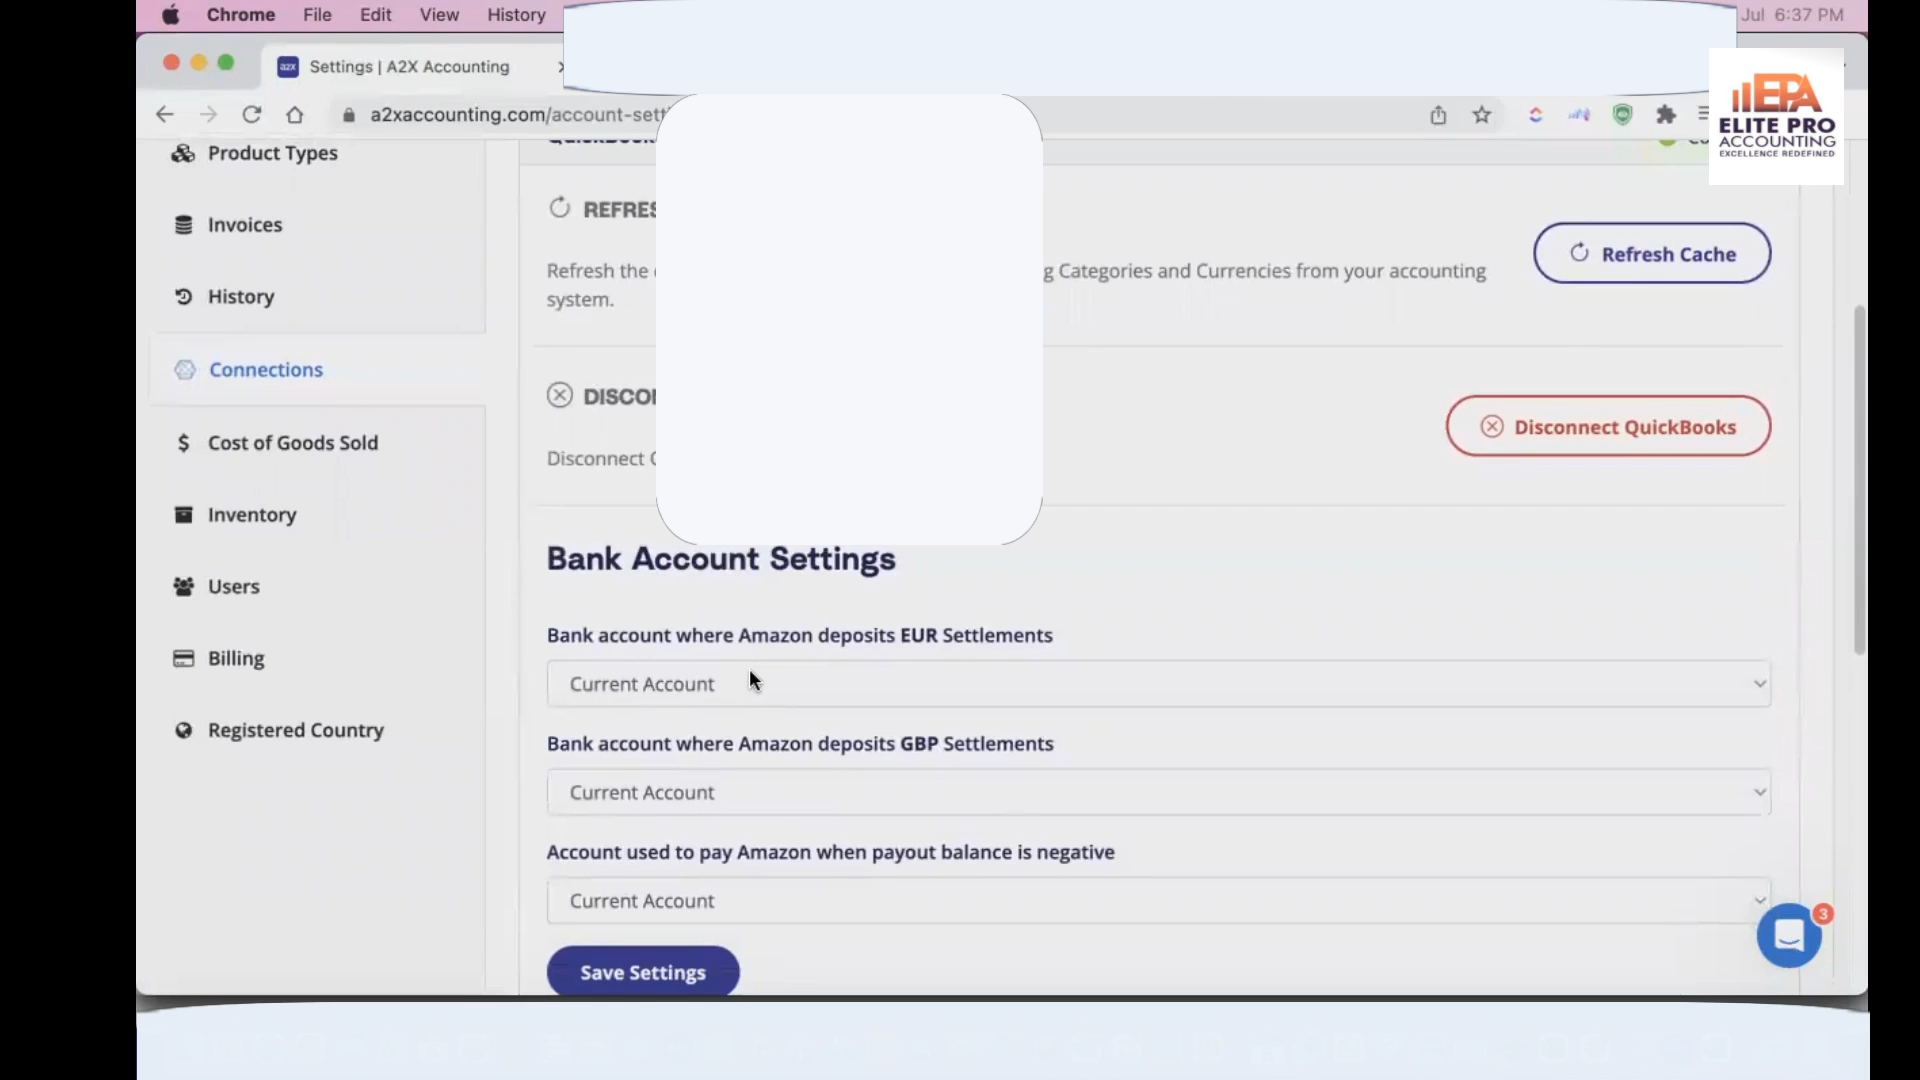 Chrome File Edit View History
Jul 6:37 PM
a2x Settings | A2X Accounting
a2xaccounting.com/account-sett
EPA
ELITE PRO
ACCOUNTING
EXCELLENCE REDEFINED
Product Types
Invoices
History
Connections
Cost of Goods Sold
Inventory
Users
Billing
Registered Country
REFRES
Refresh the
g Categories and Currencies from your accounting
system.
Refresh Cache
DISCO
Disconnect
Disconnect QuickBooks
Bank Account Settings
Bank account where Amazon deposits EUR Settlements
Current Account
Bank account where Amazon deposits GBP Settlements
Current Account
Account used to pay Amazon when payout balance is negative
Current Account
Save Settings
3